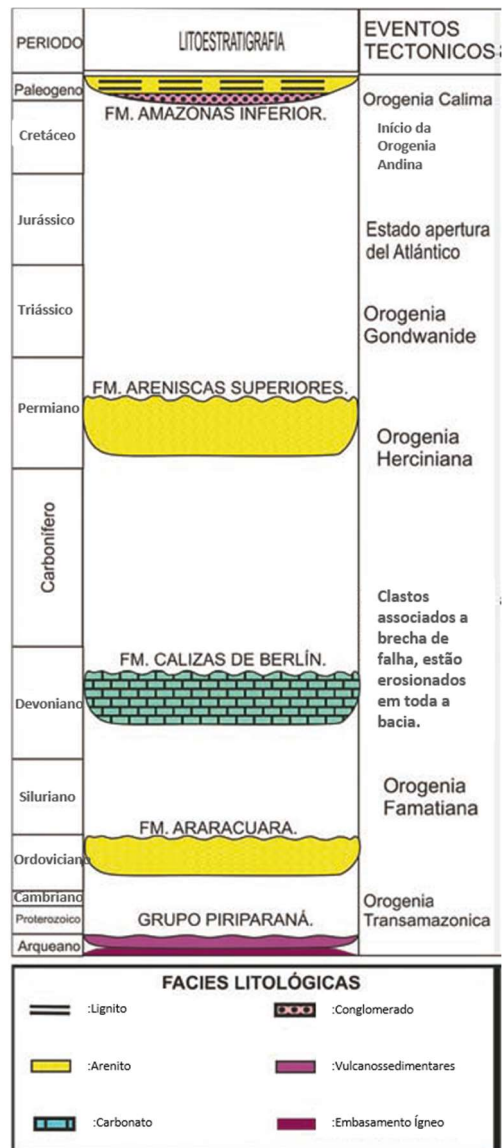 PERIODO
LITOESTRATIGRAFIA
EVENTOS
TECTONICOS
Paleogeno
Orogenia Calima
FM. AMAZONAS INFERIOR.
Cretáceo
Início da
Orogenia
Andina
Jurássico
Estado apertura
del Atlántico
Triássico
Orogenia
Gondwanide
FM. ARENISCAS SUPERIORES.
Permiano
Orogenia
Herciniana
Carbonífero
Clastos
associados a
brecha de
falha, estão
erosionados
em toda a
bacia.
FM. CALIZAS DE BERLÍN.
Devoniano
Siluriano
Orogenia
Famatiana
FM. ARARACUARA.
Ordoviciano
Cambriano
Orogenia
Transamazonica
Proterozoico
GRUPO PIRIPARANÁ.
Arqueano
FACIES LITOLÓGICAS
:Lignito
:Conglomerado
:Arenito
:Vulcanossedimentares
:Carbonato
:Embasamento Ígneo